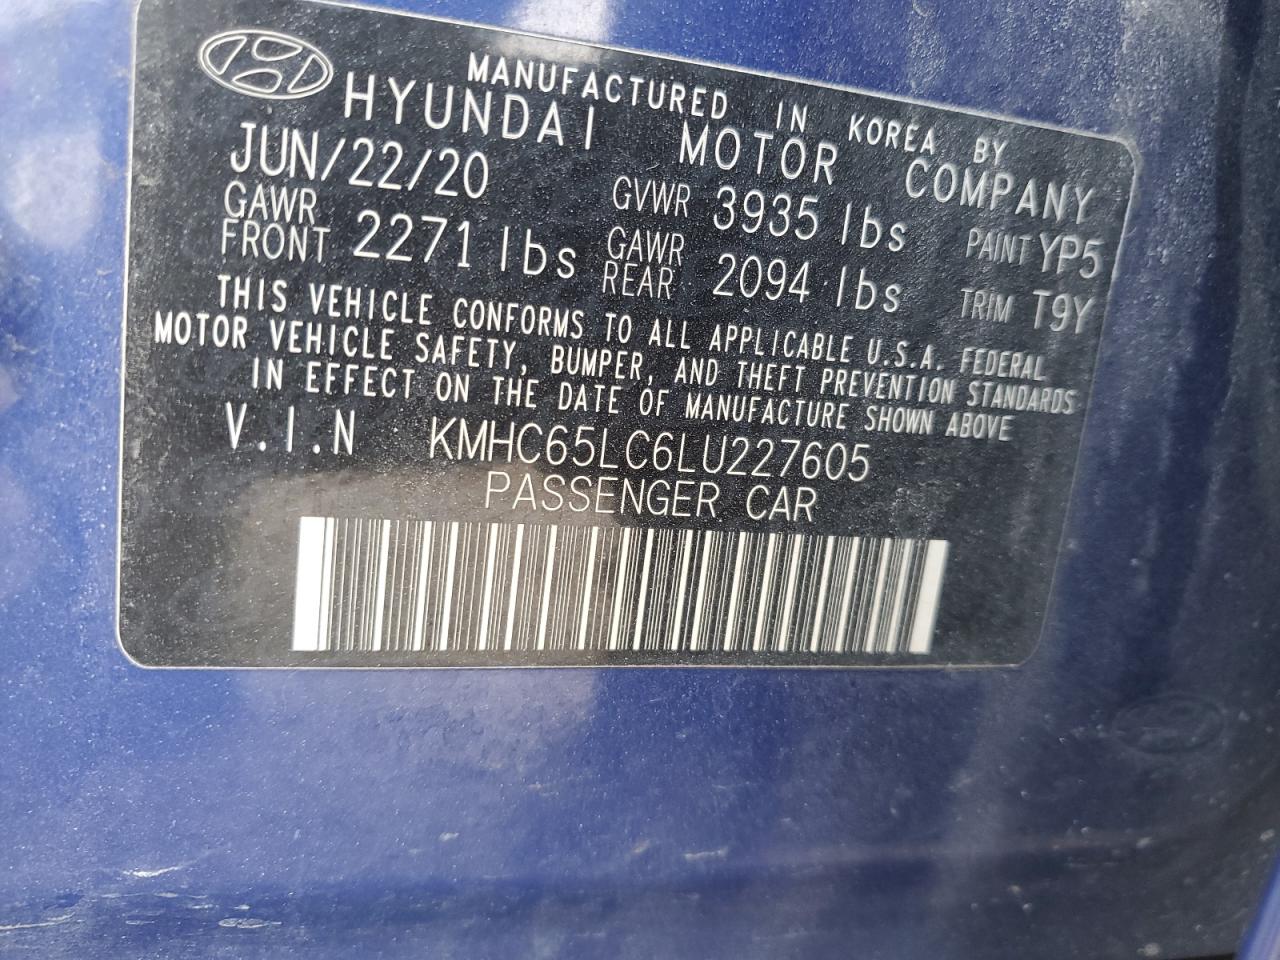 MANUFACTURED IN KOREA BY
HYUNDAI MOTOR COMPANY
JUN/22/20 GVWR 3935 lbs PAINT YP5
GAWR FRONT 2271 lbs GAWR REAR 2094 lbs TRIM T9Y
THIS VEHICLE CONFORMS TO ALL APPLICABLE U.S.A. FEDERAL
MOTOR VEHICLE SAFETY, BUMPER, AND THEFT PREVENTION STANDARDS
IN EFFECT ON THE DATE OF MANUFACTURE SHOWN ABOVE
V.I.N KMHC65LC6LU227605
PASSENGER CAR